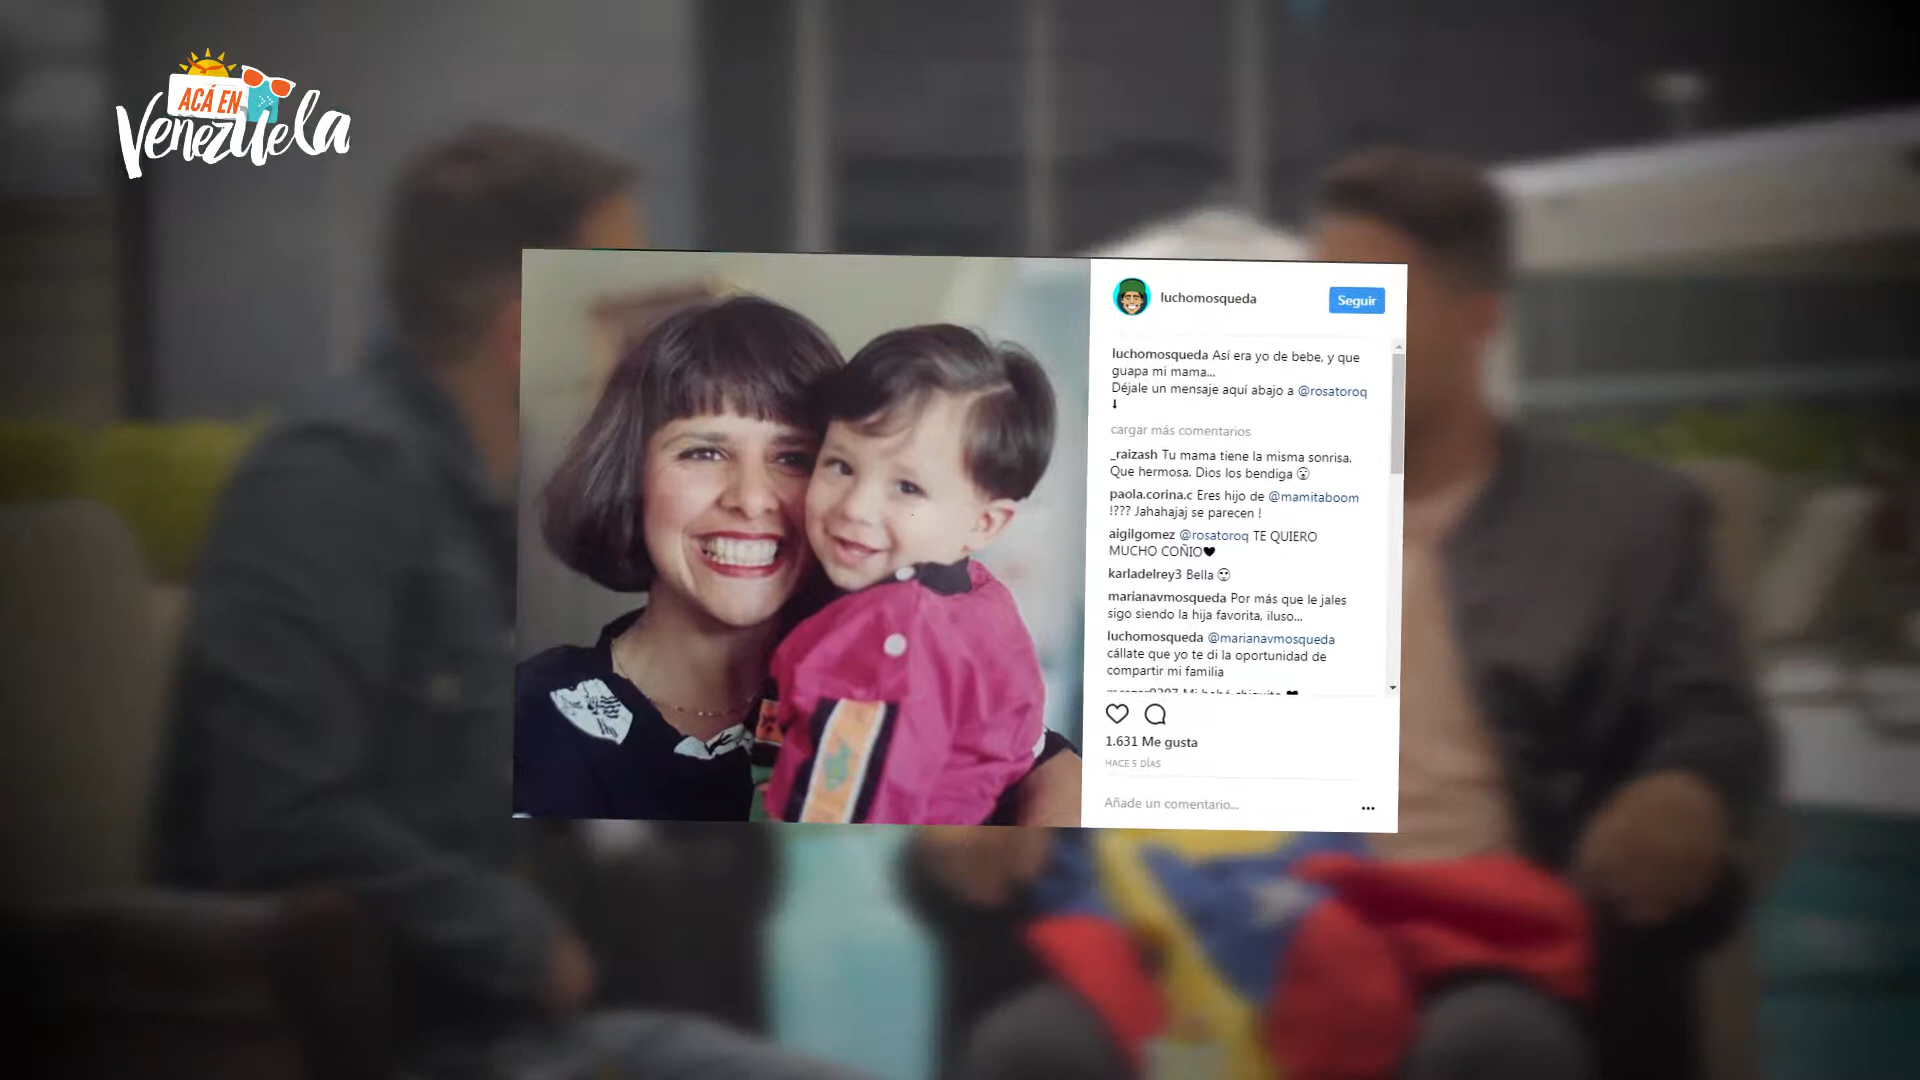 ACÁ EN
Venezuela
luchomosqueda
Seguir
luchomosqueda Así era yo de bebe, y que
guapa mi mama...
Déjale un mensaje aquí abajo a @rosatoroq
cargar más comentarios
_raizash Tu mama tiene la misma sonrisa.
Que hermosa. Dios los bendiga
paola.corina.c Eres hijo de @mamitaboom
!??? Jahahajaj se parecen !
aigilgomez @rosatoroq TE QUIERO
MUCHO COÑIO♥
karladelrey3 Bella
marianavmosqueda Por más que le jales
sigo siendo la hija favorita, iluso...
luchomosqueda @marianavmosqueda
cállate que yo te di la oportunidad de
compartir mi familia
1.631 Me gusta
HACE 5 DÍAS
Añade un comentario...